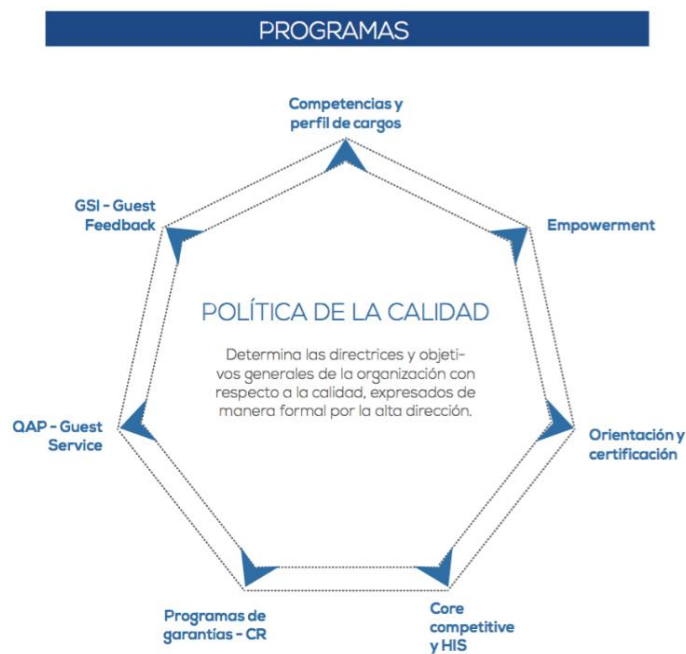 PROGRAMAS
Competencias y
perfil de cargos
GSI - Guest
Feedback
Empowerment
POLÍTICA DE LA CALIDAD
Determina las directrices y objeti-
vos generales de la organización con
respecto a la calidad, expresados de
manera formal por la alta dirección.
QAP - Guest
Service
Orientación y
certificación
Programas de
garantías - CR
Core
competitive
y HIS